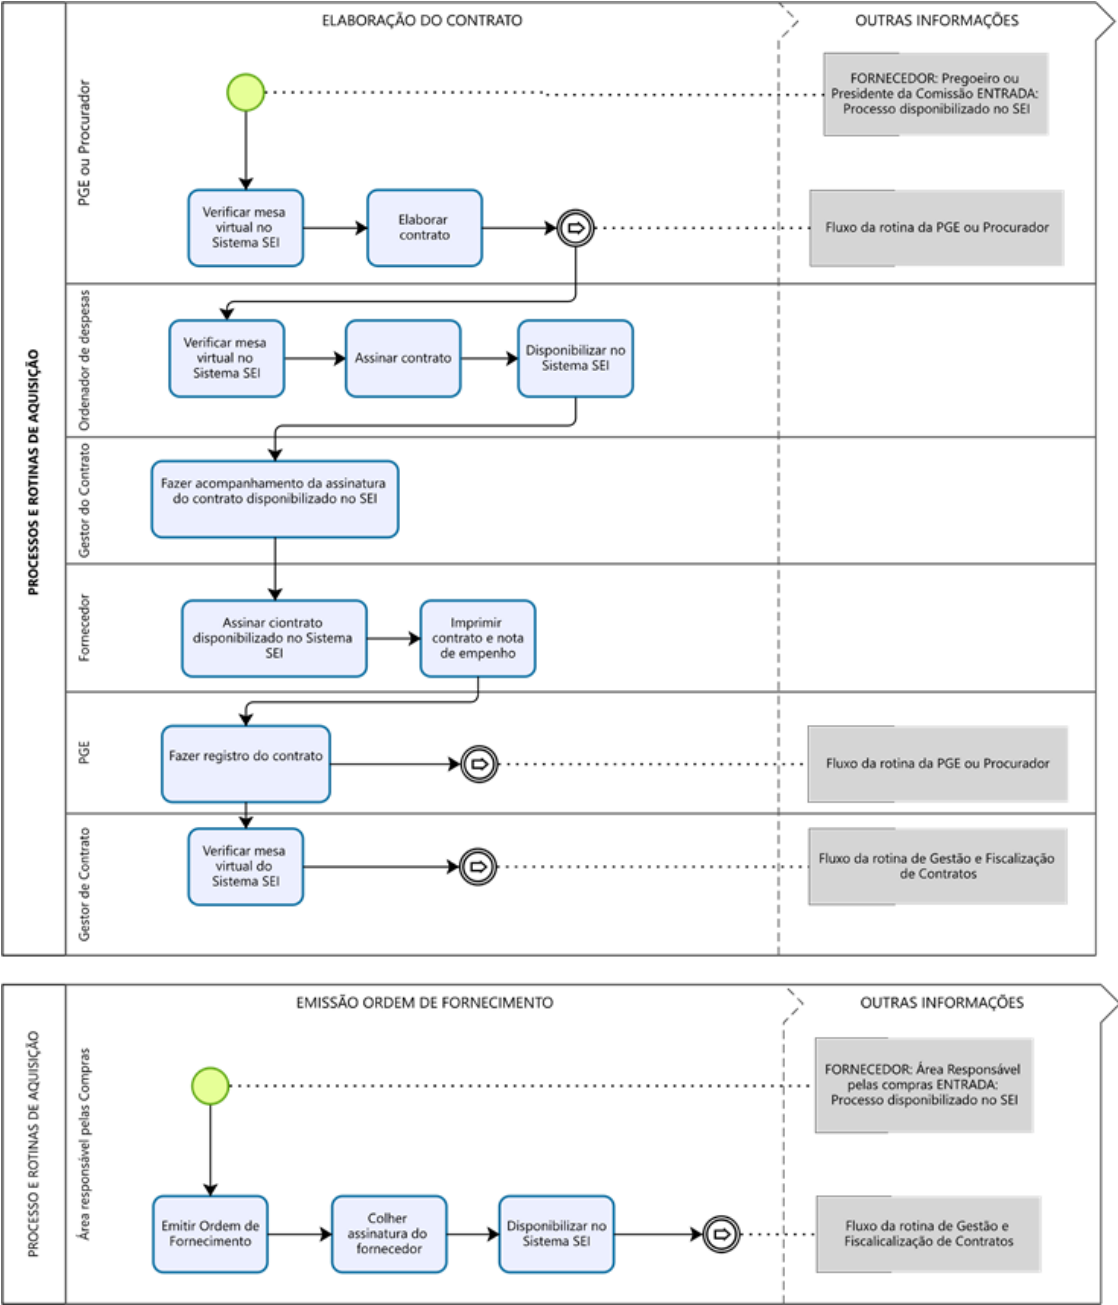 ELABORAÇÃO DO CONTRATO
OUTRAS INFORMAÇÕES
PROCESSOS E ROTINAS DE AQUISIÇÃO
PGE ou Procurador
FORNECEDOR: Pregoeiro ou
Presidente da Comissão ENTRADA:
Processo disponibilizado no SEI
Verificar mesa
virtual no
Sistema SEI
Elaborar
contrato
Fluxo da rotina da PGE ou Procurador
Ordenador de despesas
Verificar mesa
virtual no
Sistema SEI
Assinar contrato
Disponibilizar no
Sistema SEI
Gestor do Contrato
Fazer acompanhamento da assinatura
do contrato disponibilizado no SEI
Fornecedor
Assinar ciontrato
disponibilizado no Sistema
SEI
Imprimir
contrato e nota
de empenho
PGE
Fazer registro do contrato
Fluxo da rotina da PGE ou Procurador
Gestor de Contrato
Verificar mesa
virtual do
Sistema SEI
Fluxo da rotina de Gestão e Fiscalização
de Contratos
EMISSÃO ORDEM DE FORNECIMENTO
OUTRAS INFORMAÇÕES
PROCESSO E ROTINAS DE AQUISIÇÃO
Área responsável pelas Compras
FORNECEDOR: Área Responsável
pelas compras ENTRADA:
Processo disponibilizado no SEI
Emitir Ordem de
Fornecimento
Colher
assinatura do
fornecedor
Disponibilizar no
Sistema SEI
Fluxo da rotina de Gestão e
Fiscalicalização de Contratos